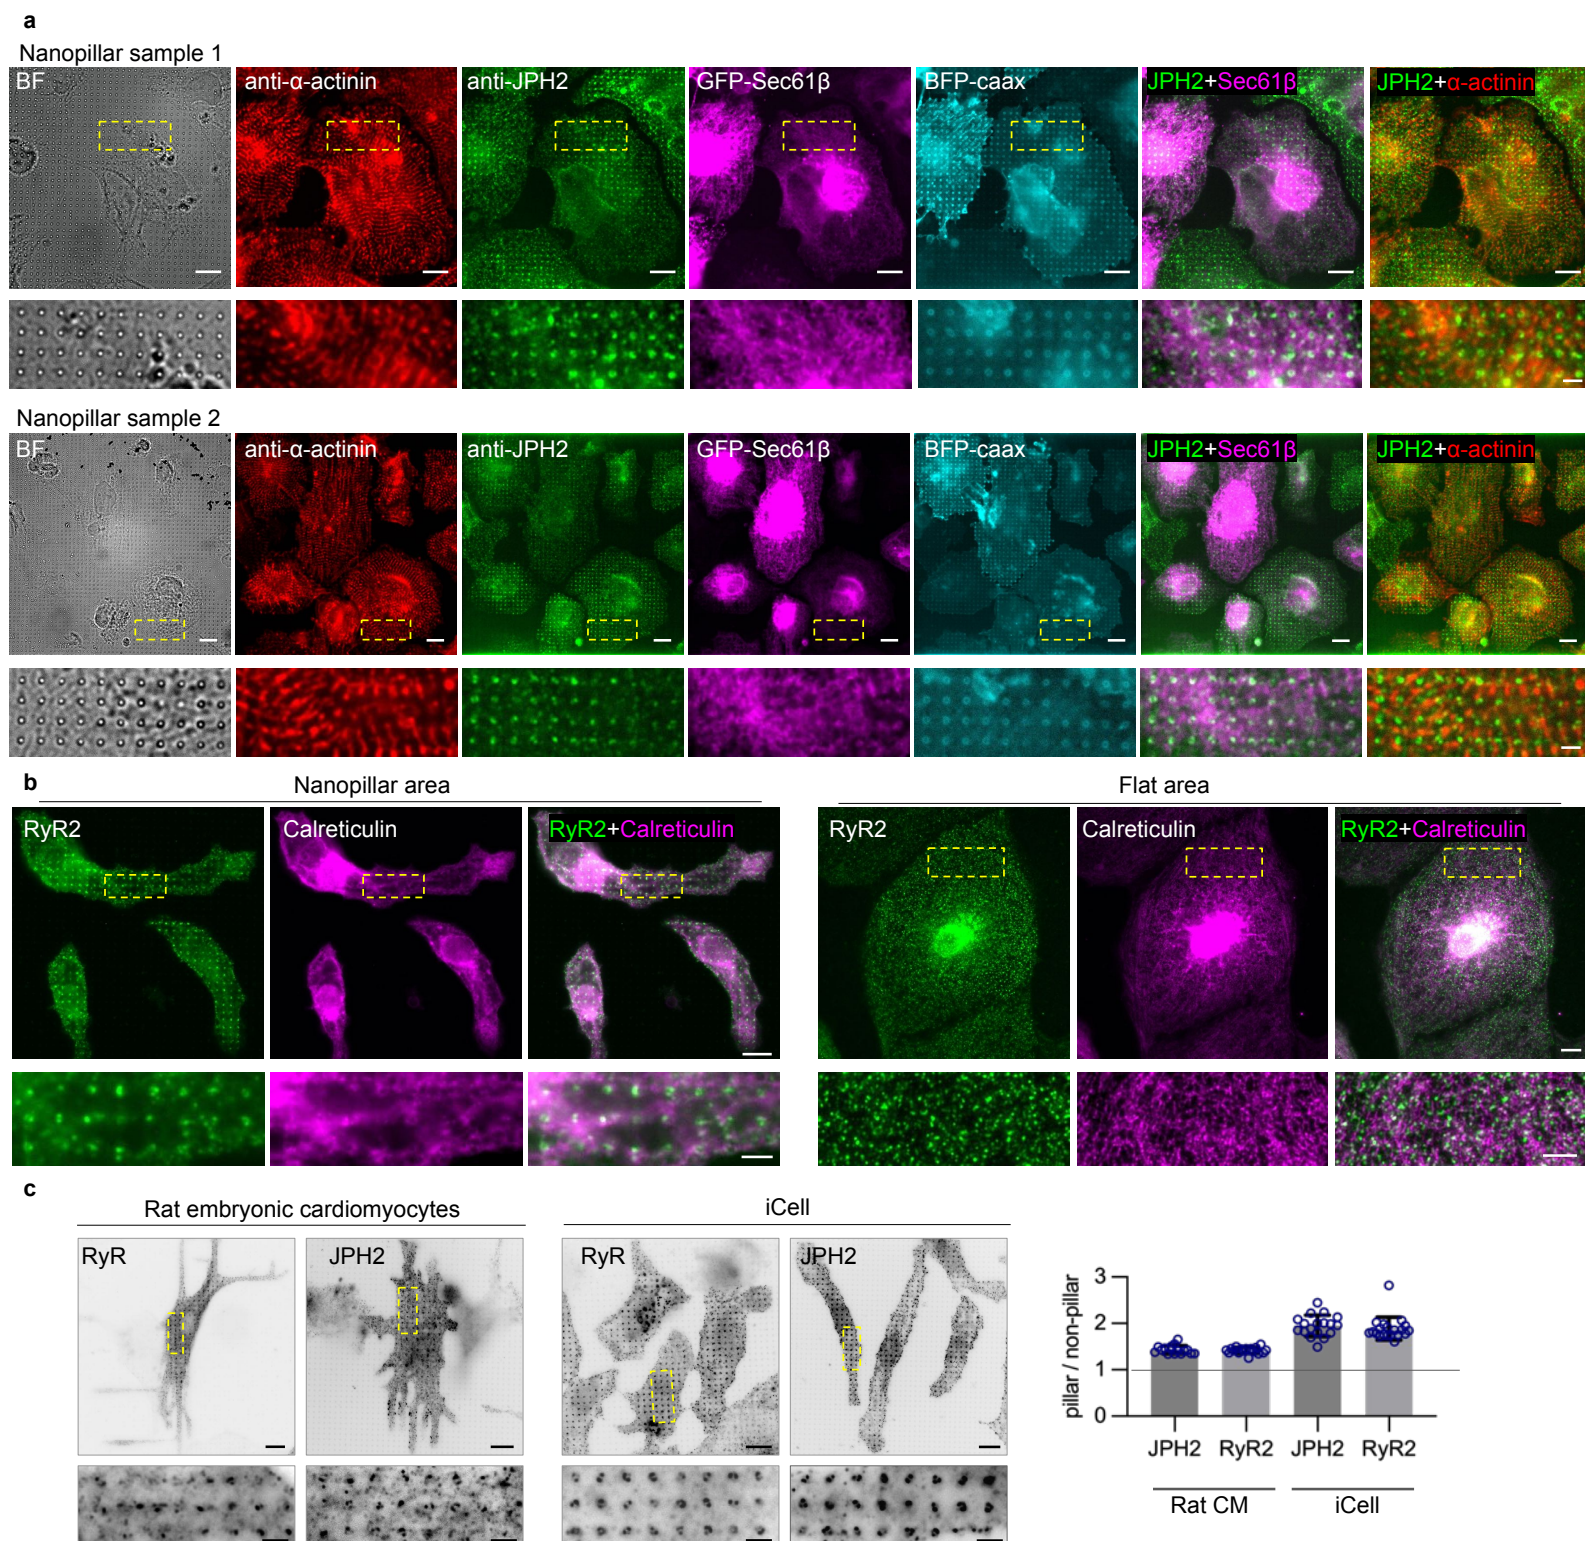 a
Nanopillar sample 1
BF
anti-α-actinin
anti-JPH2
GFP-Sec61β
BFP-caax
JPH2+Sec61β
JPH2+α-actinin
Nanopillar sample 2
BF
anti-α-actinin
anti-JPH2
GFP-Sec61β
BFP-caax
JPH2+Sec61β
JPH2+α-actinin
b
Nanopillar area
Flat area
RyR2
Calreticulin
RyR2+Calreticulin
RyR2
Calreticulin
RyR2+Calreticulin
c
Rat embryonic cardiomyocytes
iCell
RyR
JPH2
RyR
JPH2
pillar / non-pillar
3
2
1
0
JPH2
RyR2
JPH2
RyR2
Rat CM
iCell